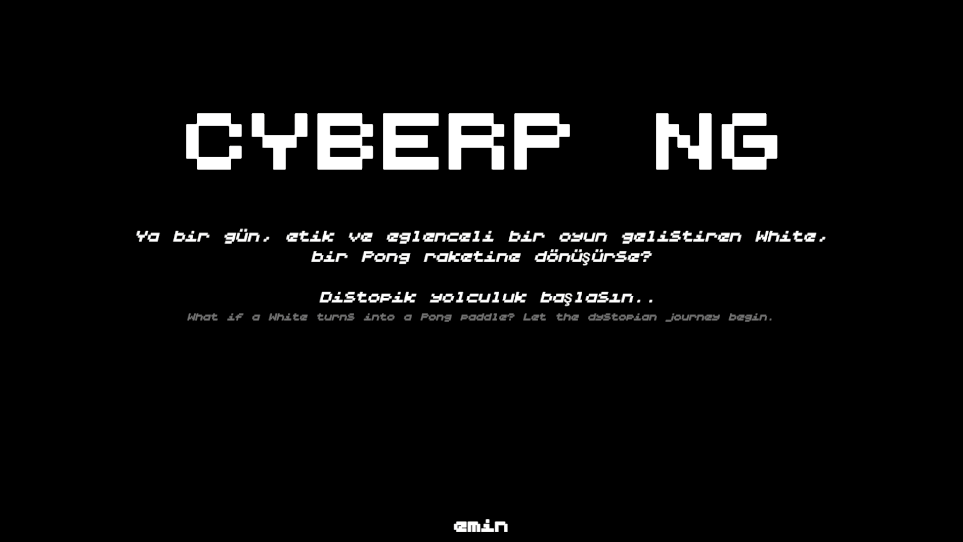 CYBERP NG
Ya bir gün, etik ve eglenceli bir oyun geliStiren White,
bir Pong raketine dönüşürSe?
DiStopik yolculuk başlaSın..
What if a White turnS into a Pong paddle? Let the dyStopian journey begin.
emin